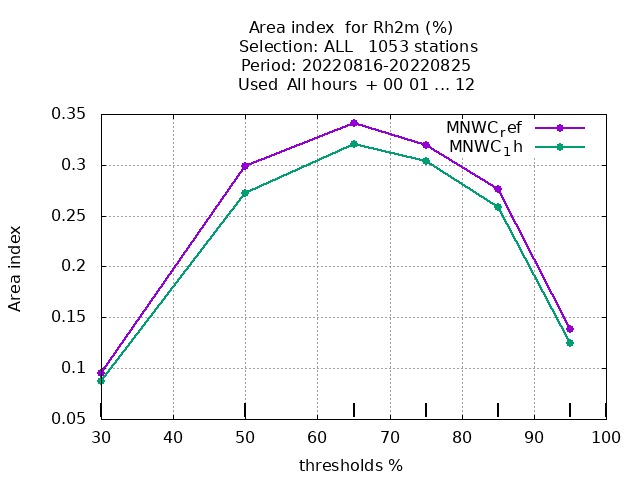 Area index  for Rh2m (%)
Selection: ALL   1053 stations
Period: 20220816-20220825
Used  All hours  + 00 01 ... 12
MNWCref
MNWC1h
0.35
0.3
0.25
0.2
0.15
0.1
0.05
Area index
30 40 50 60 70 80 90 100
thresholds %